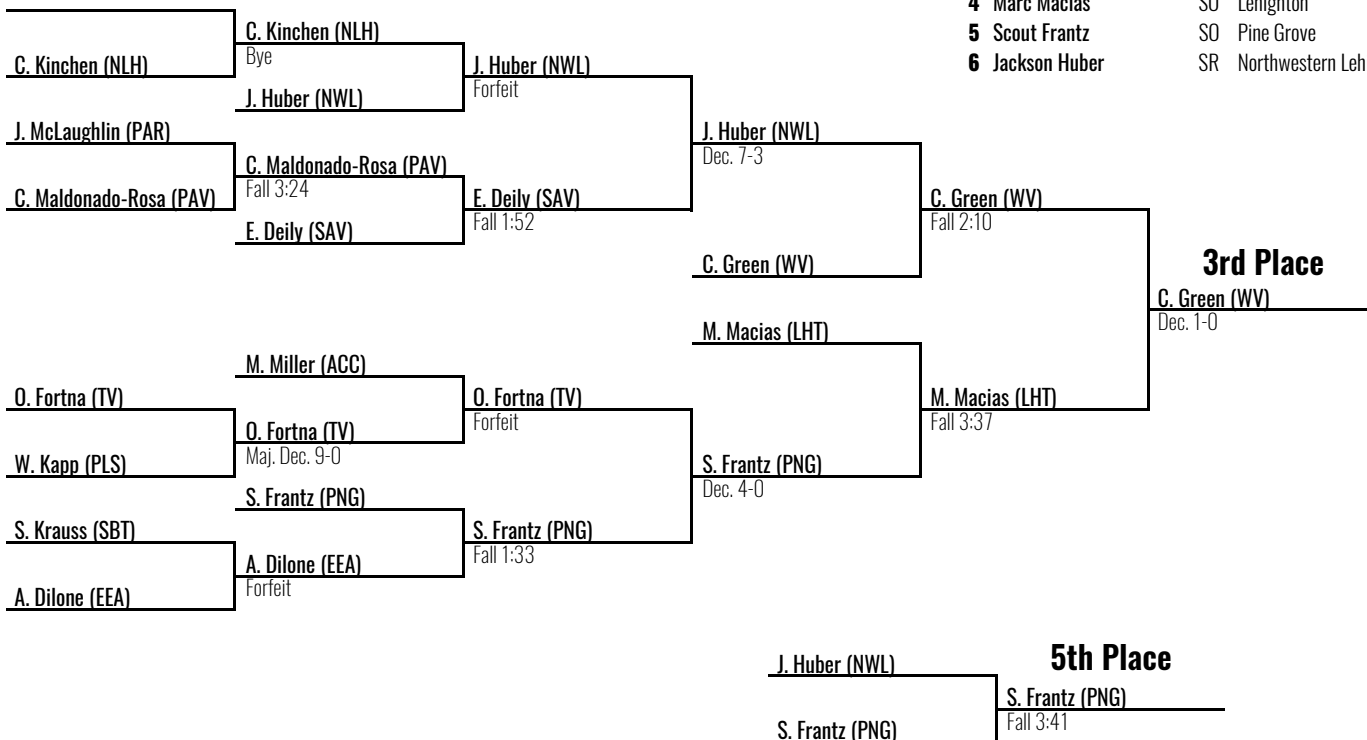 4 Marc Macias SO Lehighton
5 Scout Frantz SO Pine Grove
6 Jackson Huber SR Northwestern Leh
C. Kinchen (NLH)
C. Kinchen (NLH)
Bye
J. Huber (NWL)
J. Huber (NWL)
Forfeit
J. McLaughlin (PAR)
C. Maldonado-Rosa (PAV)
C. Maldonado-Rosa (PAV)
Fall 3:24
E. Deily (SAV)
E. Deily (SAV)
Fall 1:52
J. Huber (NWL)
Dec. 7-3
C. Green (WV)
C. Green (WV)
Fall 2:10
3rd Place
C. Green (WV)
Dec. 1-0
M. Macias (LHT)
M. Miller (ACC)
O. Fortna (TV)
W. Kapp (PLS)
O. Fortna (TV)
Maj. Dec. 9-0
O. Fortna (TV)
Forfeit
M. Macias (LHT)
Fall 3:37
S. Frantz (PNG)
Dec. 4-0
S. Frantz (PNG)
S. Krauss (SBT)
A. Dilone (EEA)
A. Dilone (EEA)
Forfeit
S. Frantz (PNG)
Fall 1:33
5th Place
J. Huber (NWL)
S. Frantz (PNG)
S. Frantz (PNG)
Fall 3:41